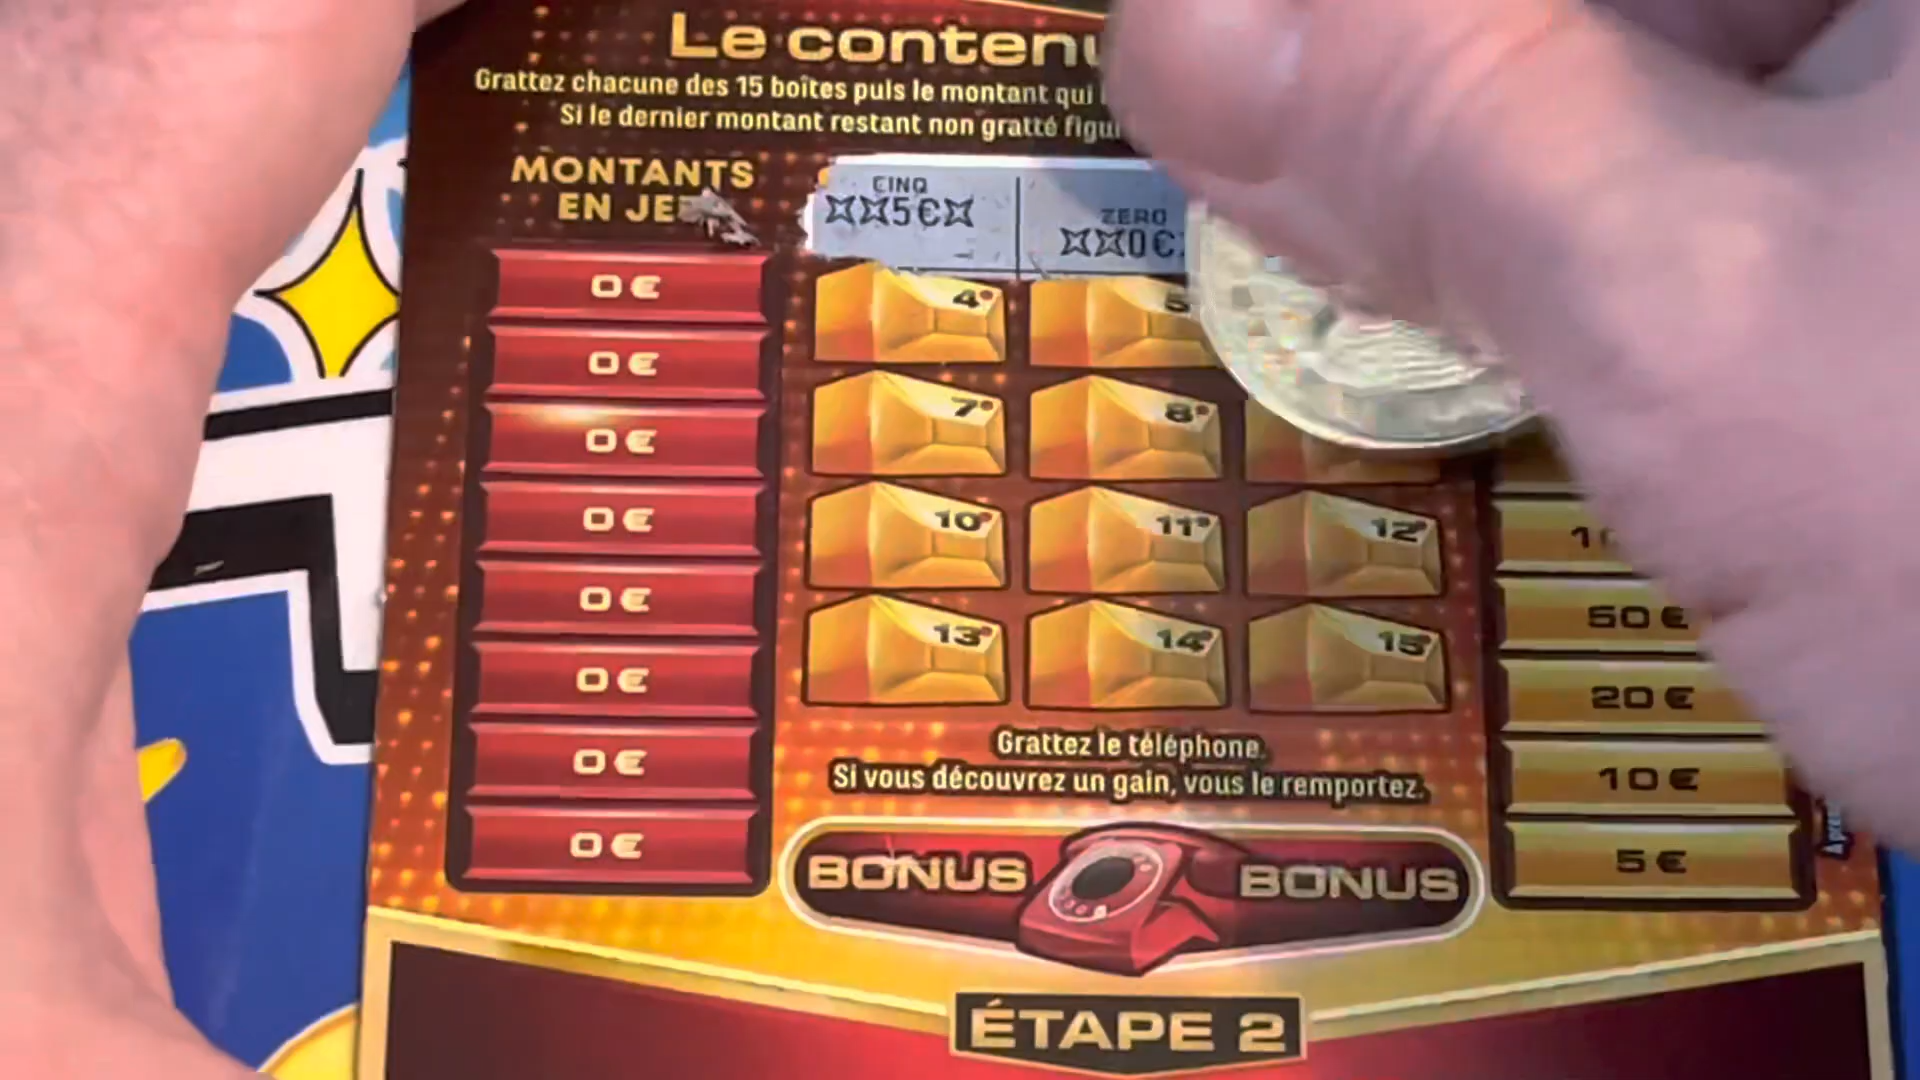 Le contenu
Grattez chacune des 15 boîtes puis le montant qui
Si le dernier montant restant non gratté
MONTANTS
EN JE
CINQ
5€
ZERO
0€
0€
0€
0€
0€
0€
0€
0€
0€
4
5
7
8
10
11
12
13
14
15
50€
20€
10€
5€
Grattez le téléphone.
Si vous découvrez un gain, vous le remportez.
BONUS
BONUS
ÉTAPE 2